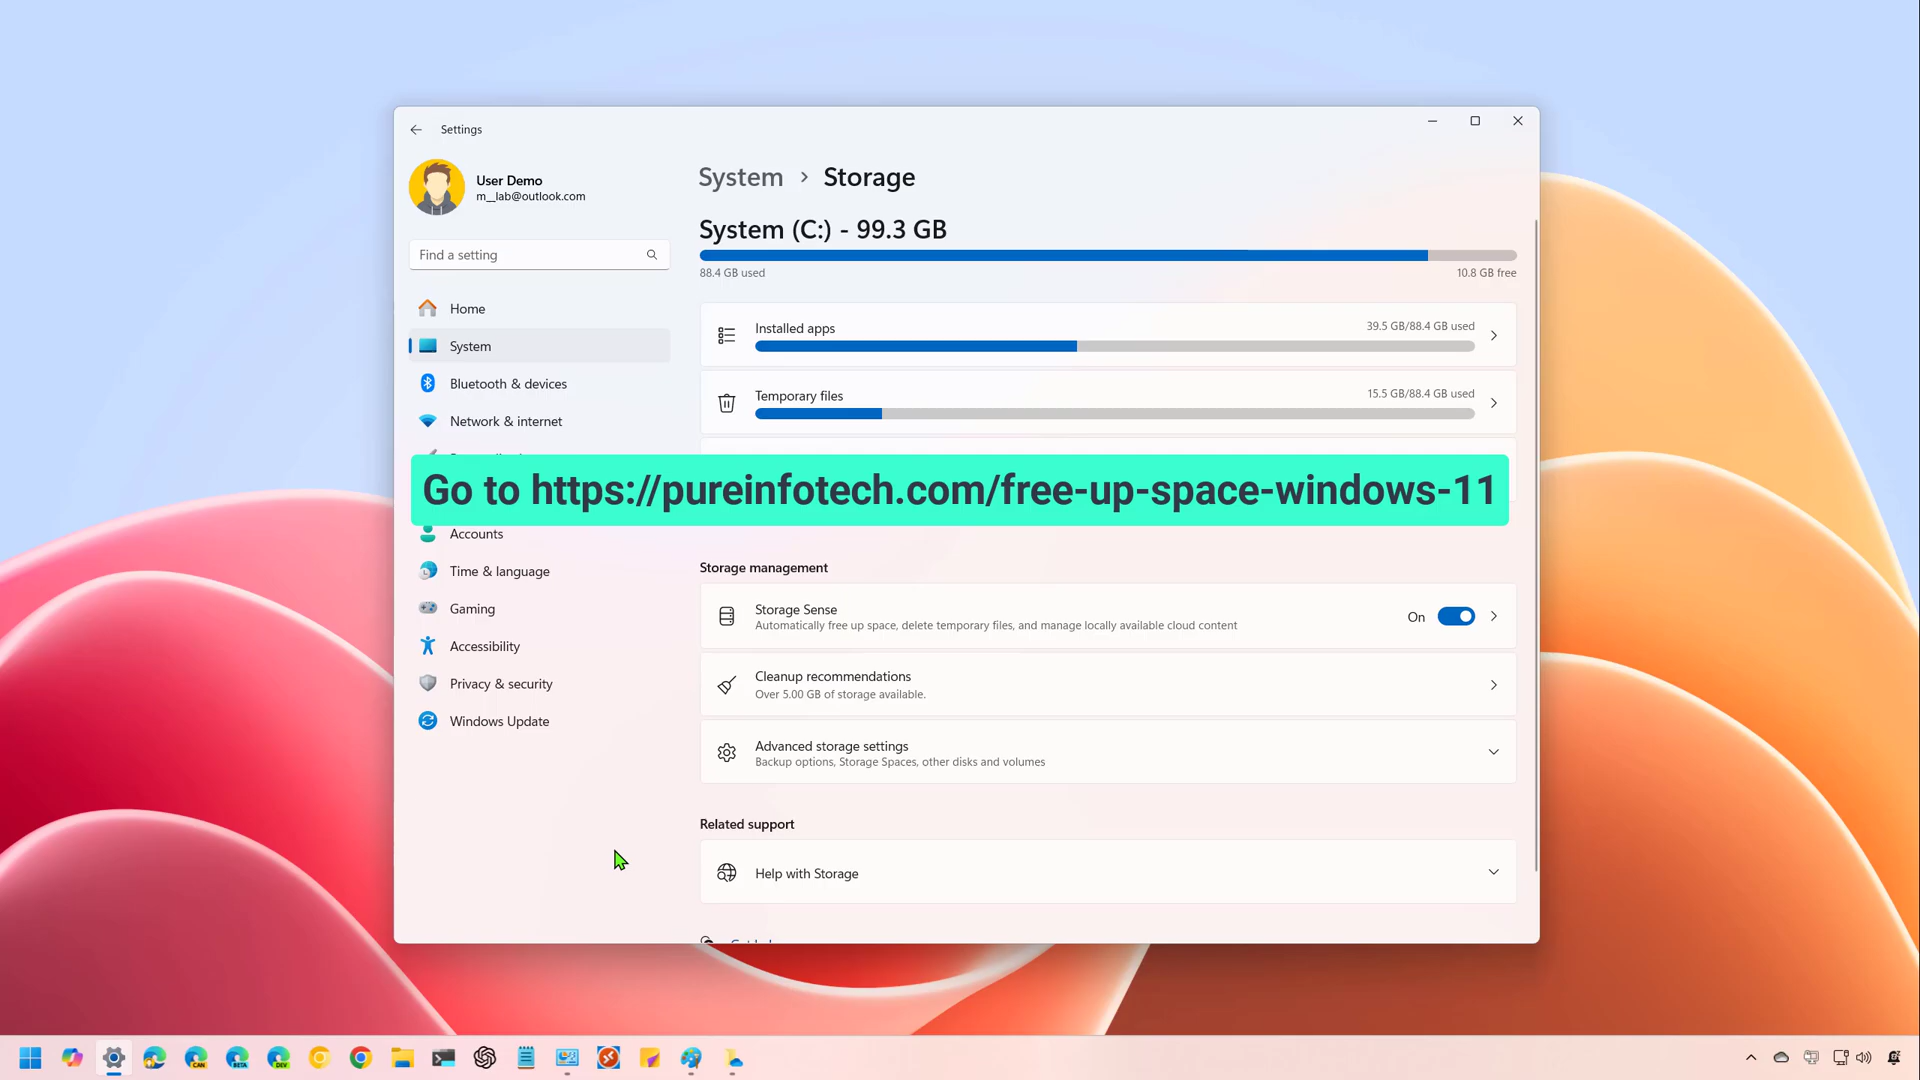 Settings
User Demo
m__lab@outlook.com
Find a setting
Home
System
Bluetooth & devices
Network & internet
Accounts
Time & language
Gaming
Accessibility
Privacy & security
Windows Update
System > Storage
System (C:) - 99.3 GB
88.4 GB used
10.8 GB free
Installed apps
39.5 GB/88.4 GB used
Temporary files
15.5 GB/88.4 GB used
Go to https://pureinfotech.com/free-up-space-windows-11
Storage management
Storage Sense
Automatically free up space, delete temporary files, and manage locally available cloud content
On
Cleanup recommendations
Over 5.00 GB of storage available.
Advanced storage settings
Backup options, Storage Spaces, other disks and volumes
Related support
Help with Storage
CAN
BETA
DEV